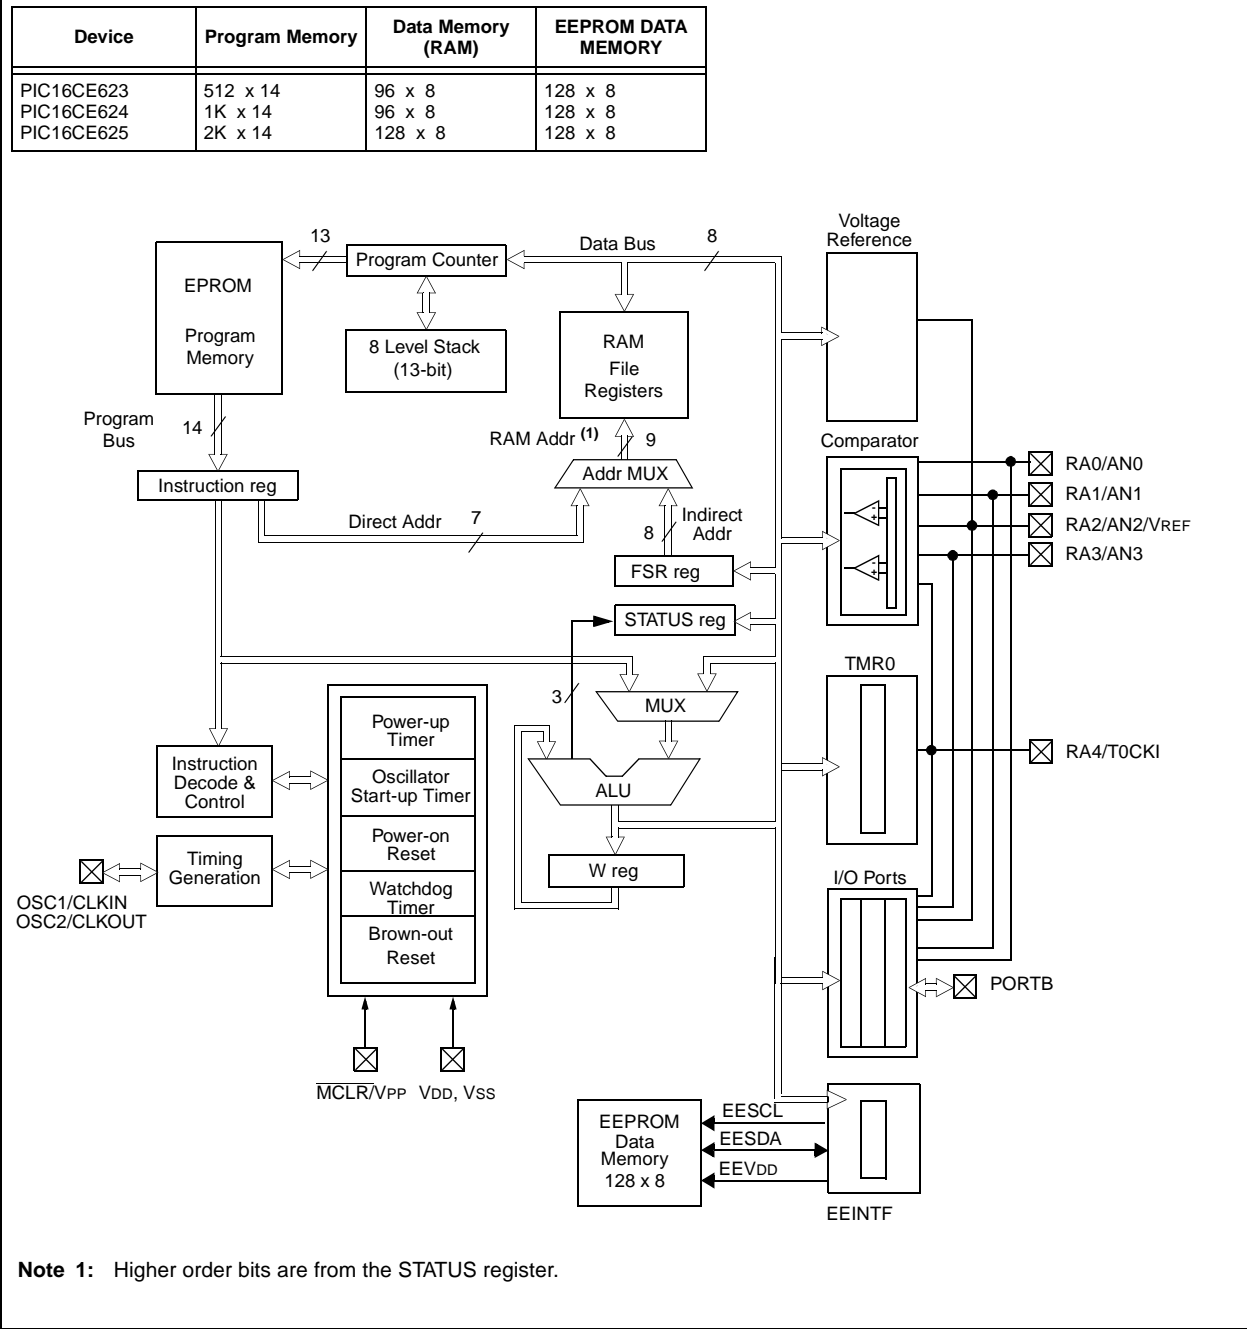 Device Program Memory Data Memory (RAM) EEPROM DATA MEMORY
PIC16CE623 512 x 14 96 x 8 128 x 8
PIC16CE624 1K x 14 96 x 8 128 x 8
PIC16CE625 2K x 14 128 x 8 128 x 8
Voltage
Reference
13
Data Bus
8
Program Counter
EPROM
Program
Memory
8 Level Stack
(13-bit)
RAM
File
Registers
Program
Bus
14
RAM Addr (1)
9
Comparator
Addr MUX
Instruction reg
Direct Addr
7
8
Indirect
Addr
FSR reg
STATUS reg
- +
- +
RA0/AN0
RA1/AN1
RA2/AN2/VREF
RA3/AN3
TMR0
3
MUX
Power-up
Timer
Oscillator
Start-up Timer
Power-on
Reset
Watchdog
Timer
Brown-out
Reset
Instruction
Decode &
Control
Timing
Generation
ALU
W reg
RA4/T0CKI
OSC1/CLKIN
OSC2/CLKOUT
I/O Ports
PORTB
MCLR/VPP
VDD, VSS
EEPROM
Data
Memory
128 x 8
EESCL
EESDA
EEVDD
EEINTF
Note 1: Higher order bits are from the STATUS register.